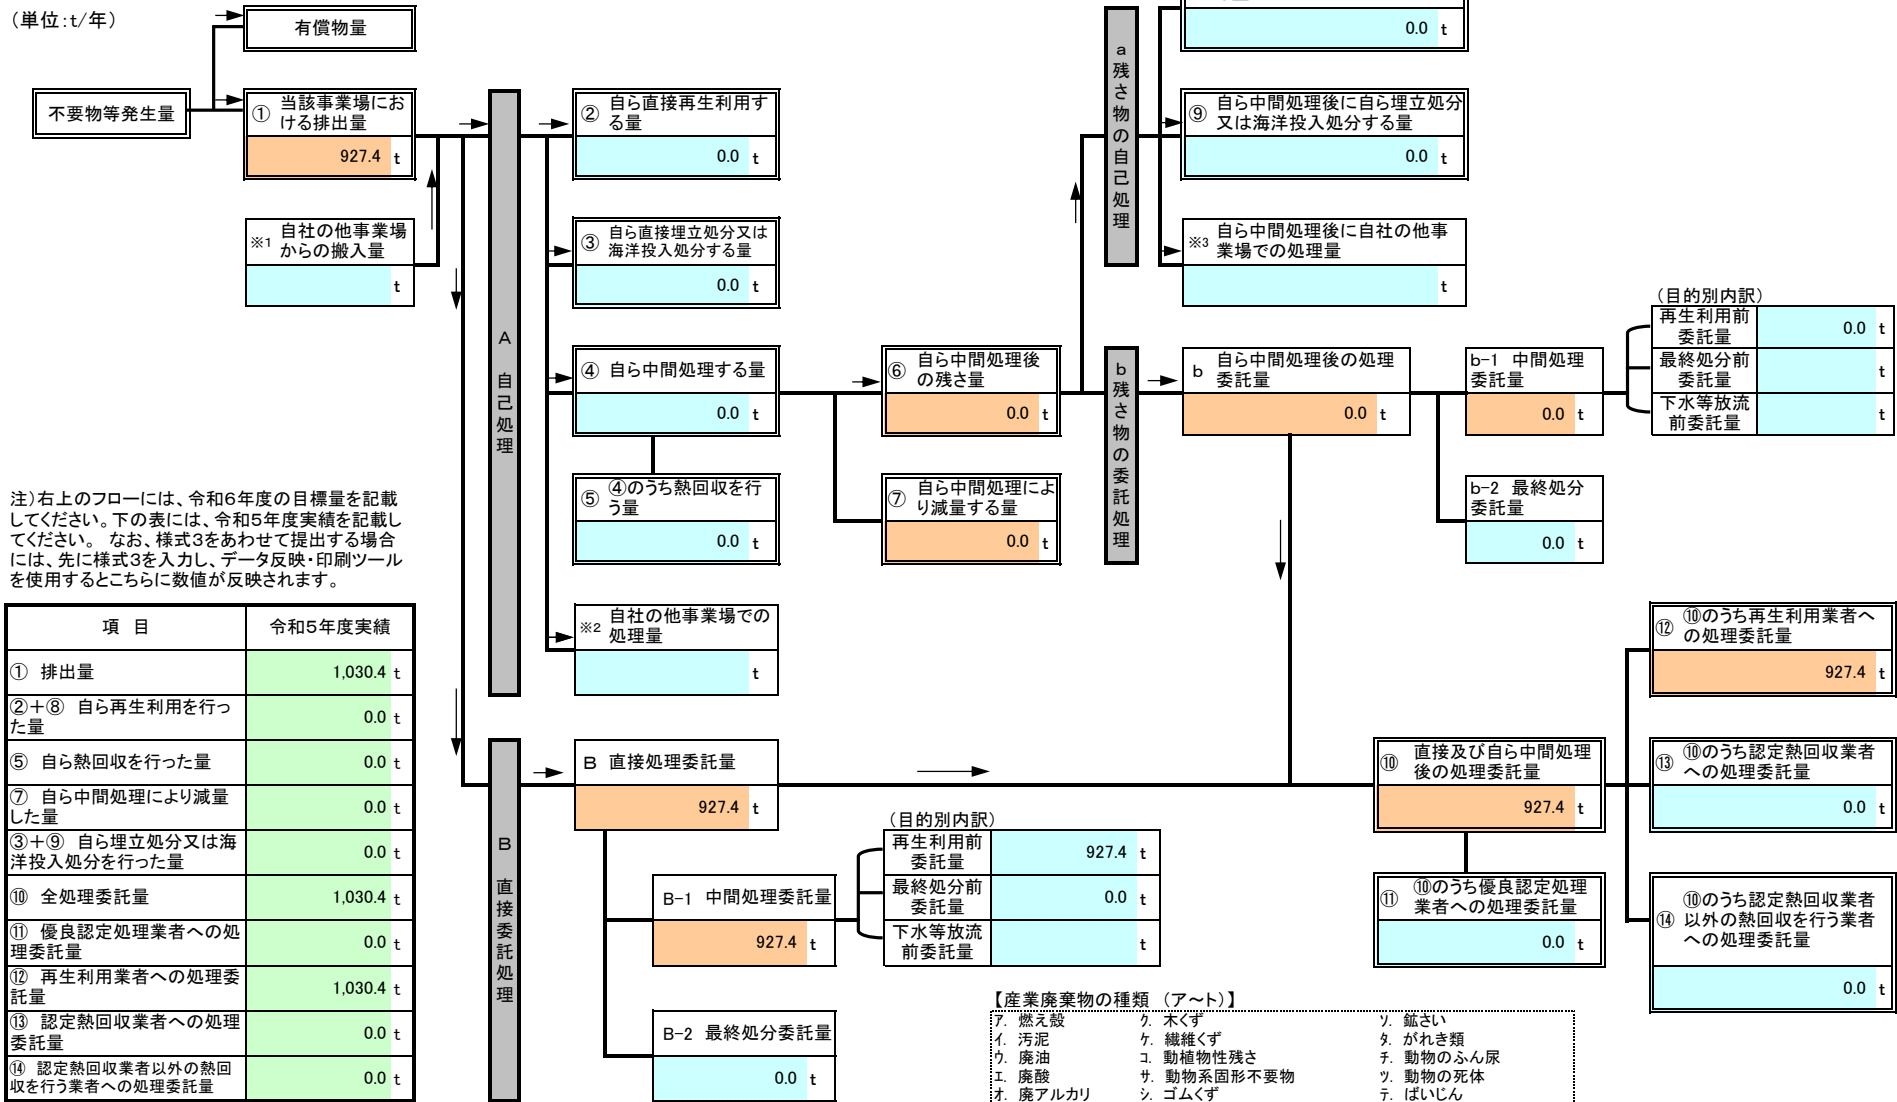 (単位:t/年)
有償物量
不要物等発生量
① 当該事業場にお
ける排出量
927.4 t
※1 自社の他事業場
からの搬入量
t
A 自己処理
② 自ら直接再生利用す
る量
0.0 t
③ 自ら直接埋立処分又は
海洋投入処分する量
0.0 t
④ 自ら中間処理する量
0.0 t
⑤ ④のうち熱回収を行
う量
0.0 t
※2 自社の他事業場での
処理量
t
⑥ 自ら中間処理後
の残さ量
0.0 t
⑦ 自ら中間処理によ
り減量する量
0.0 t
a 残さ物の自己処理
0.0 t
⑨ 自ら中間処理後に自ら埋立処分
又は海洋投入処分する量
0.0 t
※3 自ら中間処理後に自社の他事
業場での処理量
t
b 残さ物の委託処理
b 自ら中間処理後の処理
委託量
0.0 t
b-1 中間処理
委託量
0.0 t
b-2 最終処分
委託量
0.0 t
(目的別内訳)
再生利用前
委託量
0.0 t
最終処分前
委託量
t
下水等放流
前委託量
t
注)右上のフローには、令和6年度の目標量を記載
してください。下の表には、令和5年度実績を記載し
てください。 なお、様式3をあわせて提出する場合
には、先に様式3を入力し、データ反映・印刷ツール
を使用するとこちらに数値が反映されます。
項 目 令和5年度実績
① 排出量 1,030.4 t
②+⑧ 自ら再生利用を行っ
た量 0.0 t
⑤ 自ら熱回収を行った量 0.0 t
⑦ 自ら中間処理により減量
した量 0.0 t
③+⑨ 自ら埋立処分又は海
洋投入処分を行った量 0.0 t
⑩ 全処理委託量 1,030.4 t
⑪ 優良認定処理業者への処
理委託量 0.0 t
⑫ 再生利用業者への処理委
託量 1,030.4 t
⑬ 認定熱回収業者への処理
委託量 0.0 t
⑭ 認定熱回収業者以外の熱回
収を行う業者への処理委託量 0.0 t
B 直接委託処理
B 直接処理委託量
927.4 t
B-1 中間処理委託量
927.4 t
B-2 最終処分委託量
0.0 t
(目的別内訳)
再生利用前
委託量
927.4 t
最終処分前
委託量
0.0 t
下水等放流
前委託量
t
⑩ 直接及び自ら中間処理
後の処理委託量
927.4 t
⑪ ⑩のうち優良認定処理
業者への処理委託量
0.0 t
⑫ ⑩のうち再生利用業者へ
の処理委託量
927.4 t
⑬ ⑩のうち認定熱回収業者
への処理委託量
0.0 t
⑭ ⑩のうち認定熱回収業者
以外の熱回収を行う業者
への処理委託量
0.0 t
【産業廃棄物の種類 (ア~ト)】
ア. 燃え殻 ク. 木くず ソ. 鉱さい
イ. 汚泥 ケ. 繊維くず タ. がれき類
ウ. 廃油 コ. 動植物性残さ チ. 動物のふん尿
エ. 廃酸 サ. 動物系固形不要物 ツ. 動物の死体
オ. 廃アルカリ シ. ゴムくず テ. ばいじん